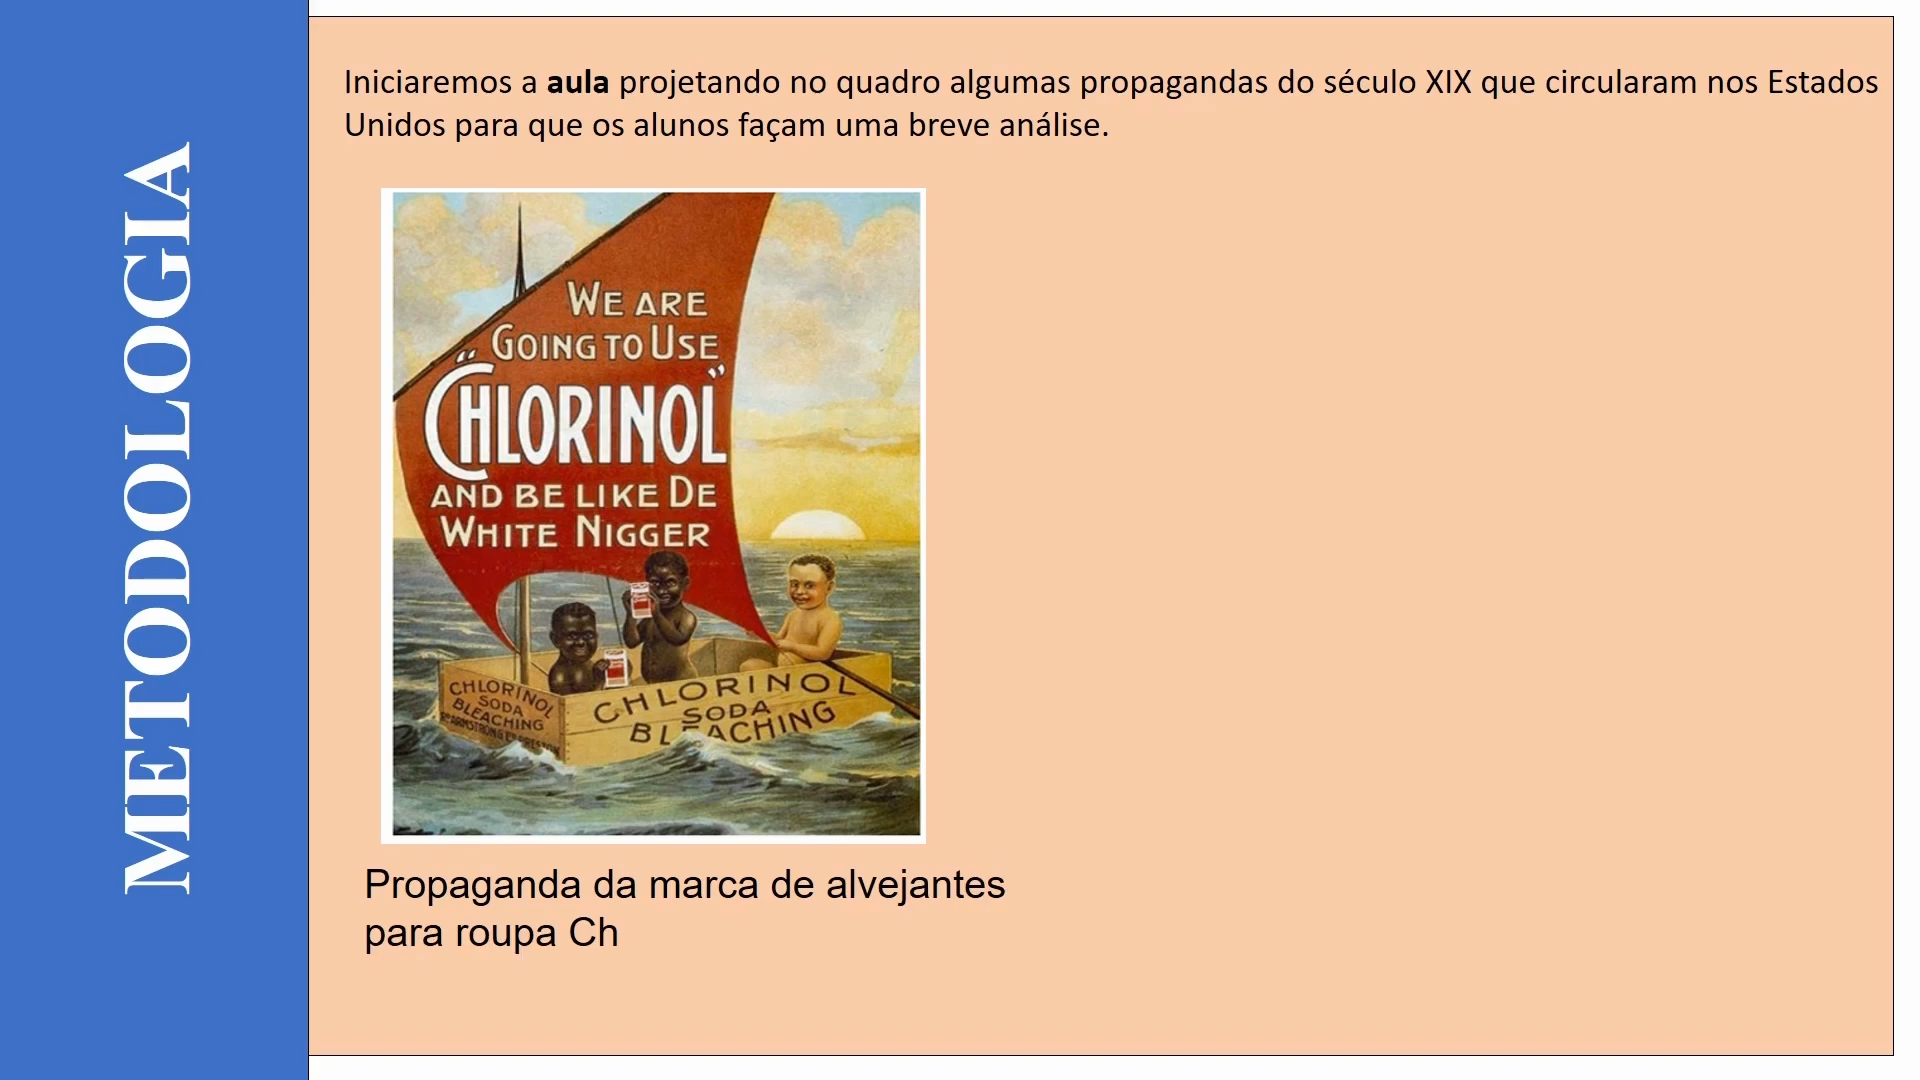 METODOLOGIA
Iniciaremos a aula projetando no quadro algumas propagandas do século XIX que circularam nos Estados
Unidos para que os alunos façam uma breve análise.
WE ARE
GOING TO USE
"CHLORINOL"
AND BE LIKE DE
WHITE NIGGER
CHLORINOL
SODA
BLEACHING
CHLORINOL
SODA
BLEACHING
Propaganda da marca de alvejantes
para roupa Ch